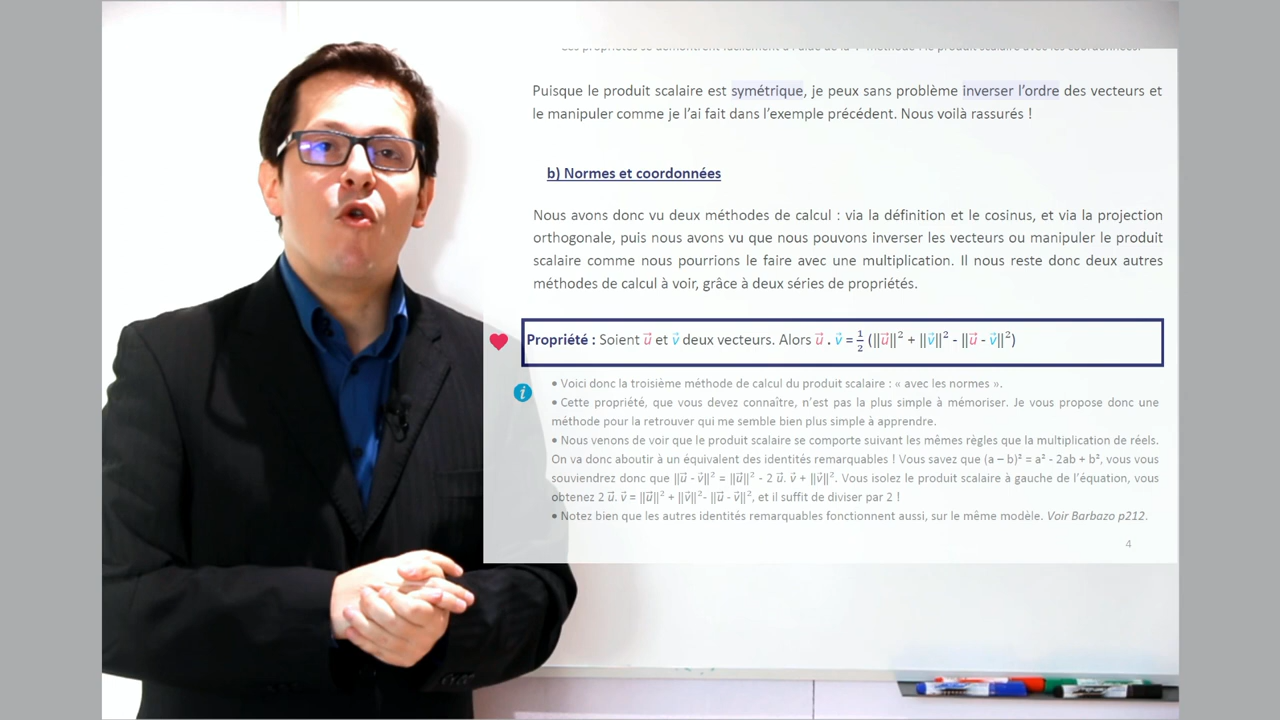 Puisque le produit scalaire est symétrique, je peux sans problème inverser l'ordre des vecteurs et
le manipuler comme je l'ai fait dans l'exemple précédent. Nous voilà rassurés !
b) Normes et coordonnées
Nous avons donc vu deux méthodes de calcul : via la définition et le cosinus, et via la projection
orthogonale, puis nous avons vu que nous pouvons inverser les vecteurs ou manipuler le produit
scalaire comme nous pourrions le faire avec une multiplication. Il nous reste donc deux autres
méthodes de calcul à voir, grâce à deux séries de propriétés.
Propriété : Soient u⃗ et v⃗ deux vecteurs. Alors u⃗ . v⃗ = 1/2 (||u⃗||² + ||v⃗||² - ||u⃗ - v⃗||²)
i
• Voici donc la troisième méthode de calcul du produit scalaire : « avec les normes ».
• Cette propriété, que vous devez connaître, n'est pas la plus simple à mémoriser. Je vous propose donc une
méthode pour la retrouver qui me semble bien plus simple à apprendre.
• Nous venons de voir que le produit scalaire se comporte suivant les mêmes règles que la multiplication de réels.
On va donc aboutir à un équivalent des identités remarquables ! Vous savez que (a – b)² = a² - 2ab + b², vous vous
souviendrez donc que ||u⃗ - v⃗||² = ||u⃗||² - 2 u⃗. v⃗ + ||v⃗||². Vous isolez le produit scalaire à gauche de l'équation, vous
obtenez 2 u⃗. v⃗ = ||u⃗||² + ||v⃗||²- ||u⃗ - v⃗||², et il suffit de diviser par 2 !
• Notez bien que les autres identités remarquables fonctionnent aussi, sur le même modèle. Voir Barbazo p212.
4